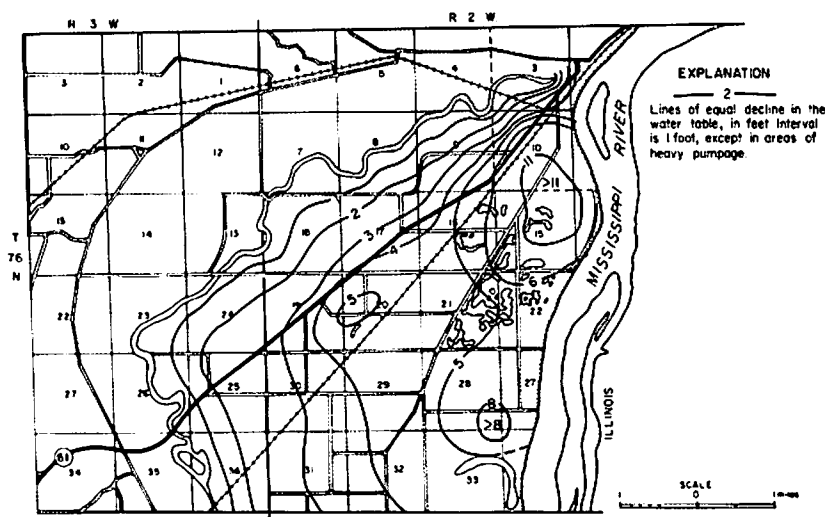 R 3 W
R 2 W
EXPLANATION
2
Lines of equal decline in the
water table, in feet Interval
is 1 foot, except in areas of
heavy pumpage.
T
76
N
3 2 1 6 5 4 3
10 11 12 7 8 9 10
15 14 13 18 17 16 15
22 23 24 19 20 21 22
27 26 25 30 29 28 27
34 35 36 31 32 33
2
3
4
5
5
6
11
>11
8
≥8
61
MISSISSIPPI RIVER
ILLINOIS
SCALE
1 0 1 miles